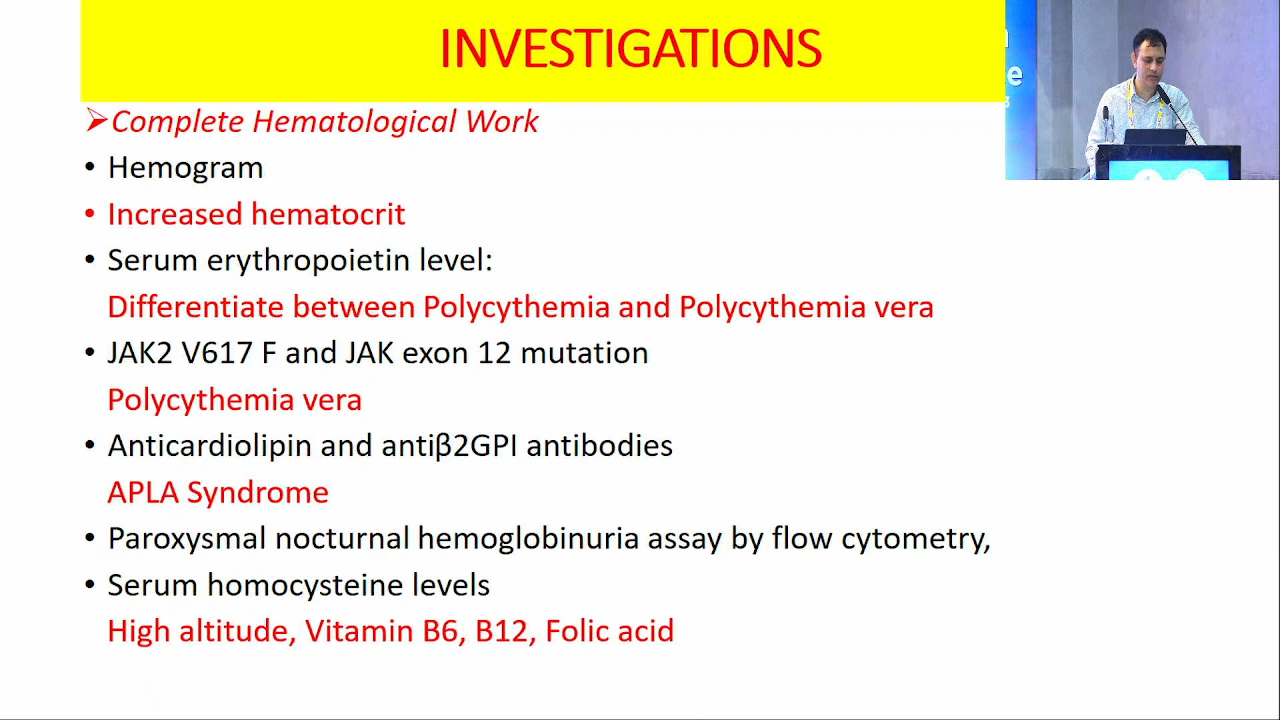 INVESTIGATIONS
➢Complete Hematological Work
• Hemogram
• Increased hematocrit
• Serum erythropoietin level:
Differentiate between Polycythemia and Polycythemia vera
• JAK2 V617 F and JAK exon 12 mutation
Polycythemia vera
• Anticardiolipin and antiβ2GPI antibodies
APLA Syndrome
• Paroxysmal nocturnal hemoglobinuria assay by flow cytometry,
• Serum homocysteine levels
High altitude, Vitamin B6, B12, Folic acid